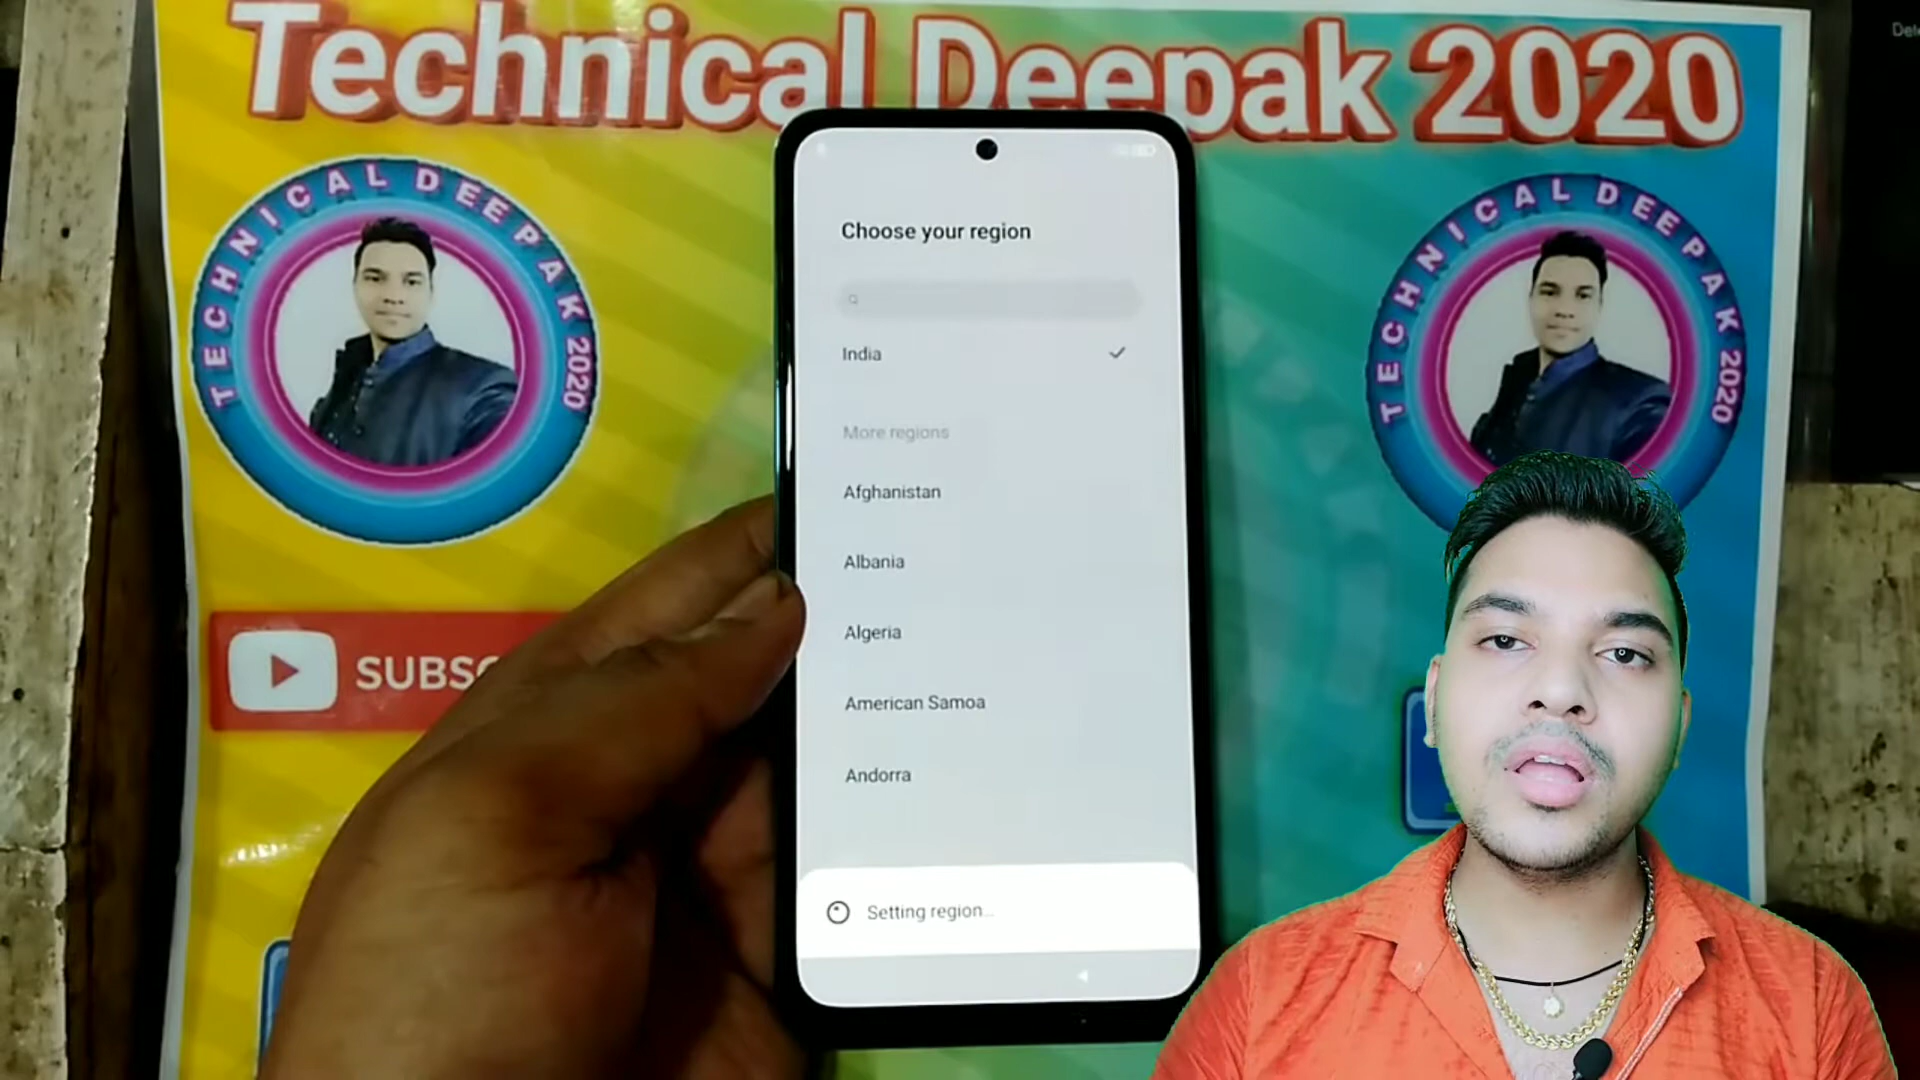 Technical Deepak 2020
TECHNICAL DEEPAK 2020
TECHNICAL DEEPAK 2020
SUBSC
Choose your region
India
More regions
Afghanistan
Albania
Algeria
American Samoa
Andorra
Setting region...